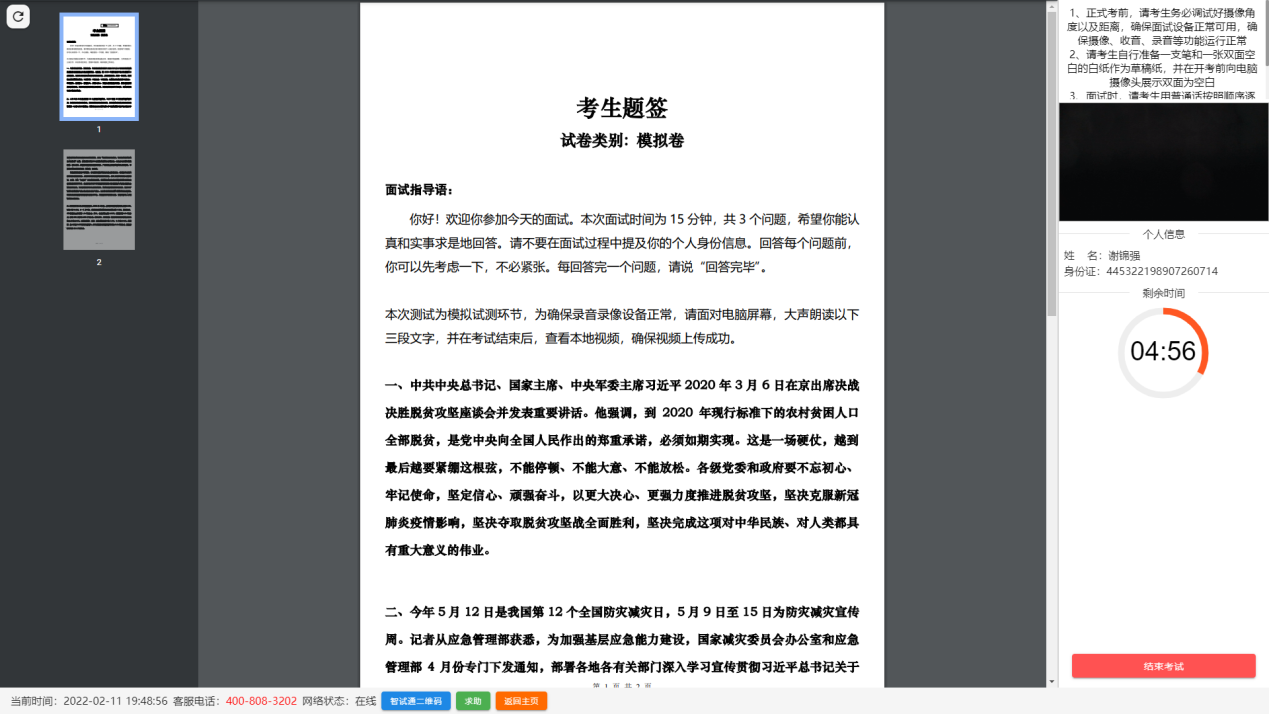 1
2
考生题签
试卷类别：模拟卷
面试指导语：
你好！欢迎你参加今天的面试。本次面试时间为 15 分钟，共 3 个问题，希望你能认
真和实事求是地回答。请不要在面试过程中提及你的个人身份信息。回答每个问题前，
你可以先考虑一下，不必紧张。每回答完一个问题，请说“回答完毕”。
本次测试为模拟试测环节，为确保录音录像设备正常，请面对电脑屏幕，大声朗读以下
三段文字，并在考试结束后，查看本地视频，确保视频上传成功。
一、中共中央总书记、国家主席、中央军委主席习近平 2020 年 3 月 6 日在京出席决战
决胜脱贫攻坚座谈会并发表重要讲话。他强调，到 2020 年现行标准下的农村贫困人口
全部脱贫，是党中央向全国人民作出的郑重承诺，必须如期实现。这是一场硬仗，越到
最后越要紧绷这根弦，不能停顿、不能大意、不能放松。各级党委和政府要不忘初心、
牢记使命，坚定信心、顽强奋斗，以更大决心、更强力度推进脱贫攻坚，坚决克服新冠
肺炎疫情影响，坚决夺取脱贫攻坚战全面胜利，坚决完成这项对中华民族、对人类都具
有重大意义的伟业。
二、今年 5 月 12 日是我国第 12 个全国防灾减灾日，5 月 9 日至 15 日为防灾减灾宣传
周。记者从应急管理部获悉，为加强基层应急能力建设，国家减灾委员会办公室和应急
管理部 4 月份专门下发通知，部署各地各有关部门深入学习宣传贯彻习近平总书记关于
第 1 页 共 2 页
1、正式考前，请考生务必调试好摄像角
度以及距离，确保面试设备正常可用，确
保摄像、收音、录音等功能运行正常
2、请考生自行准备一支笔和一张双面空
白的白纸作为草稿纸，并在开考前向电脑
摄像头展示双面为空白
3、面试时，请考生用普通话按照顺序逐
个人信息
姓 名：谢锦强
身份证：445322198907260714
剩余时间
04:56
结束考试
当前时间：2022-02-11 19:48:56 客服电话：400-808-3202 网络状态：在线 智试通二维码 求助 返回主页